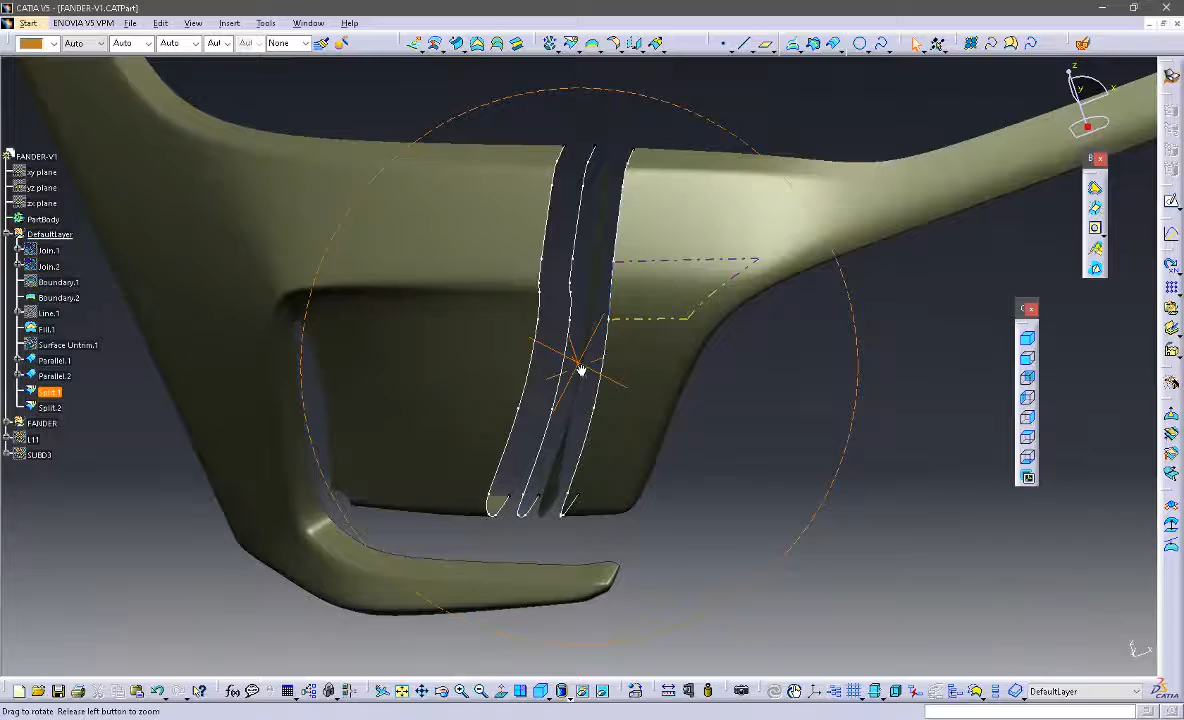 CATIA V5 - [FANDER-V1.CATPart]
Start ENOVIA V5 VPM File Edit View Insert Tools Window Help
Auto Auto Auto Aut Aut None
z
y x
FANDER-V1
xy plane
yz plane
zx plane
PartBody
DefaultLayer
Join.1
Join.2
Boundary.1
Boundary.2
Line.1
Fill.1
Surface Untrim.1
Parallel.1
Parallel.2
Split.1
Split.2
FANDER
L11
SUBD3
DefaultLayer
CATIA
Drag to rotate Release left button to zoom